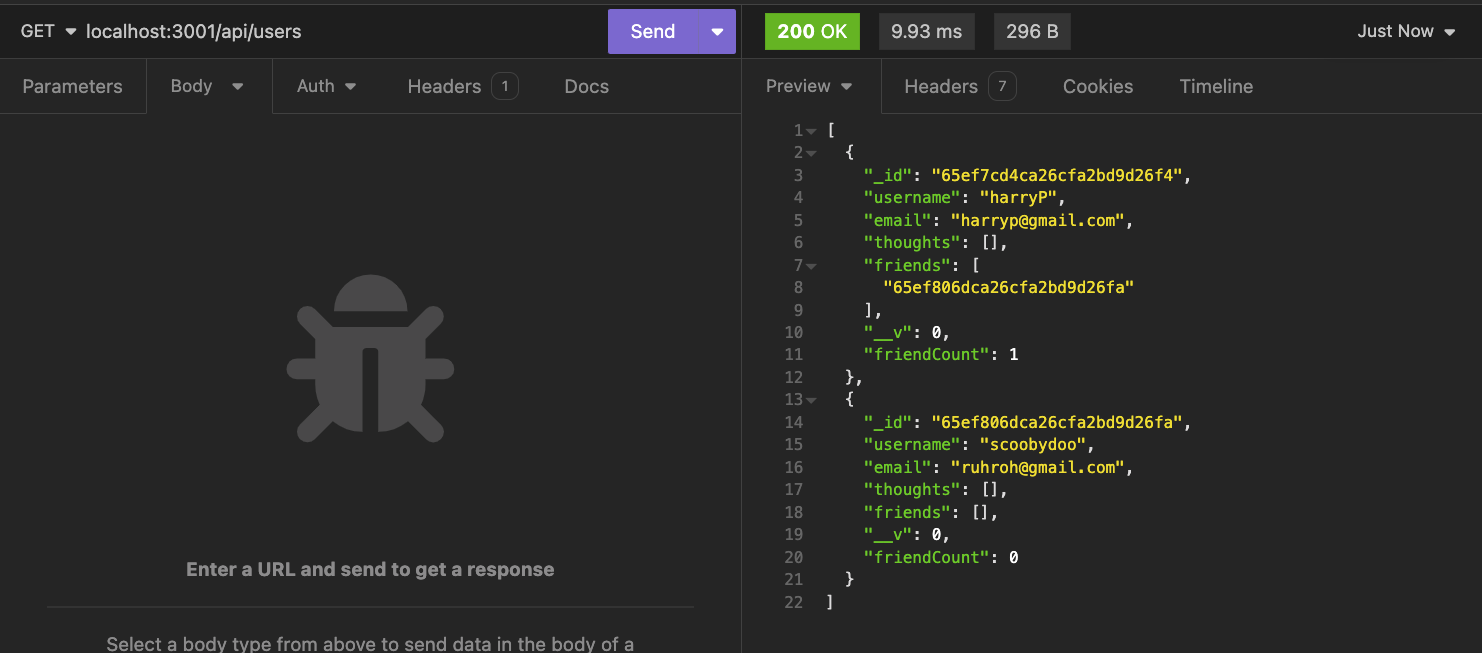 GET localhost:3001/api/users Send 200 OK 9.93 ms 296 B Just Now
Parameters Body Auth Headers 1 Docs Preview Headers 7 Cookies Timeline
1 [
2 {
3 "_id": "65ef7cd4ca26cfa2bd9d26f4",
4 "username": "harryP",
5 "email": "harryp@gmail.com",
6 "thoughts": [],
7 "friends": [
8 "65ef806dca26cfa2bd9d26fa"
9 ],
10 "__v": 0,
11 "friendCount": 1
12 },
13 {
14 "_id": "65ef806dca26cfa2bd9d26fa",
15 "username": "scoobydoo",
16 "email": "ruhroh@gmail.com",
17 "thoughts": [],
18 "friends": [],
19 "__v": 0,
20 "friendCount": 0
21 }
22 ]
Enter a URL and send to get a response
Select a body type from above to send data in the body of a